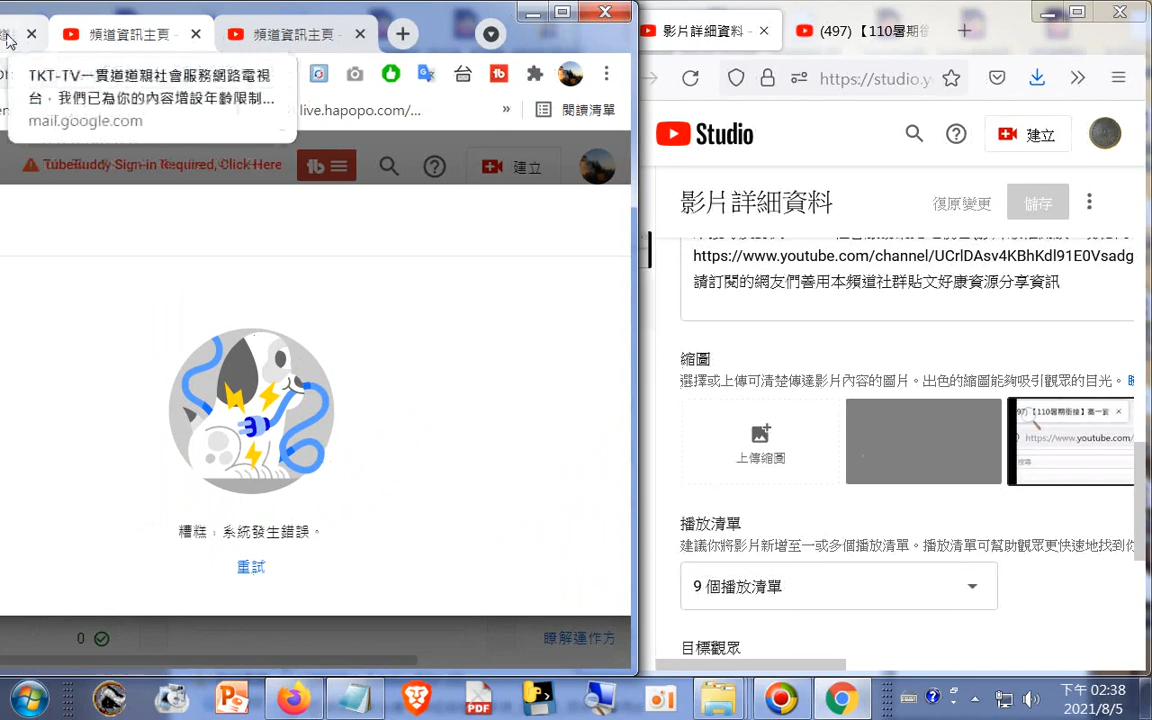 頻道資訊主頁 -
頻道資訊主頁 -
TKT-TV一貫道道親社會服務網路電視
台，我們已為你的內容增設年齡限制...
mail.google.com
live.hapopo.com/...
»
閱讀清單
TubeBuddy Sign-in Required, Click Here
tb
建立
糟糕，系統發生錯誤。
重試
0
瞭解運作方
影片詳細資料 -
(497) 【110暑期
https://studio.y
Studio
建立
影片詳細資料
復原變更
儲存
https://www.youtube.com/channel/UCrlDAsv4KBhKdl91E0Vsadg
請訂閱的網友們善用本頻道社群貼文好康資源分享資訊
縮圖
選擇或上傳可清楚傳達影片內容的圖片。出色的縮圖能夠吸引觀眾的目光。
上傳縮圖
97) 【110暑期銜接】高一
https://www.youtube.com/
搜尋
播放清單
建議你將影片新增至一或多個播放清單。播放清單可幫助觀眾更快速地找到你
9 個播放清單
目標觀眾
PDF
下午 02:38
2021/8/5